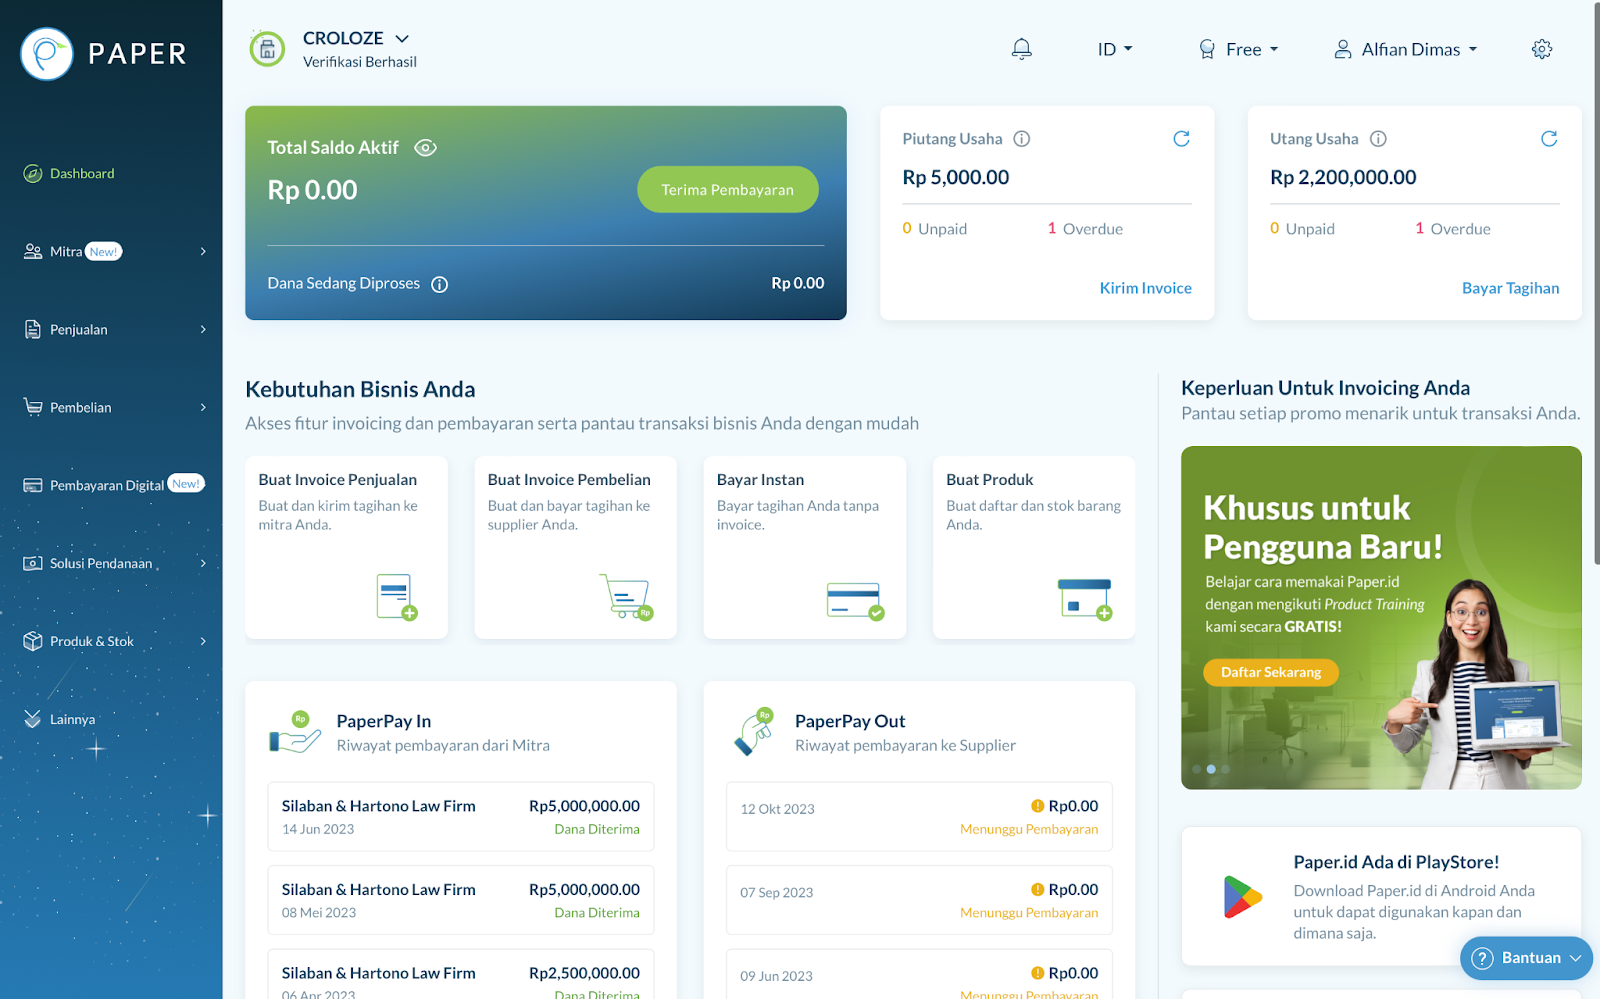 PAPER
Dashboard
Mitra New!
Penjualan
Pembelian
Pembayaran Digital New!
Solusi Pendanaan
Produk & Stok
Lainnya
CROLOZE
Verifikasi Berhasil
ID
Free
Alfian Dimas
Total Saldo Aktif
Rp 0.00
Terima Pembayaran
Dana Sedang Diproses
Rp 0.00
Piutang Usaha
Rp 5,000.00
0 Unpaid
1 Overdue
Kirim Invoice
Utang Usaha
Rp 2,200,000.00
0 Unpaid
1 Overdue
Bayar Tagihan
Kebutuhan Bisnis Anda
Akses fitur invoicing dan pembayaran serta pantau transaksi bisnis Anda dengan mudah
Buat Invoice Penjualan
Buat dan kirim tagihan ke
mitra Anda.
Buat Invoice Pembelian
Buat dan bayar tagihan ke
supplier Anda.
Rp
Bayar Instan
Bayar tagihan Anda tanpa
invoice.
Buat Produk
Buat daftar dan stok barang
Anda.
Rp
PaperPay In
Riwayat pembayaran dari Mitra
Silaban & Hartono Law Firm Rp5,000,000.00
14 Jun 2023 Dana Diterima
Silaban & Hartono Law Firm Rp5,000,000.00
08 Mei 2023 Dana Diterima
Silaban & Hartono Law Firm Rp2,500,000.00
06 Apr 2023 Dana Diterima
Rp
PaperPay Out
Riwayat pembayaran ke Supplier
12 Okt 2023 Rp0.00
Menunggu Pembayaran
07 Sep 2023 Rp0.00
Menunggu Pembayaran
09 Jun 2023 Rp0.00
Menunggu Pembayaran
Keperluan Untuk Invoicing Anda
Pantau setiap promo menarik untuk transaksi Anda.
Khusus untuk
Pengguna Baru!
Belajar cara memakai Paper.id
dengan mengikuti Product Training
kami secara GRATIS!
Daftar Sekarang
Paper.id Ada di PlayStore!
Download Paper.id di Android Anda
untuk dapat digunakan kapan dan
dimana saja.
Bantuan